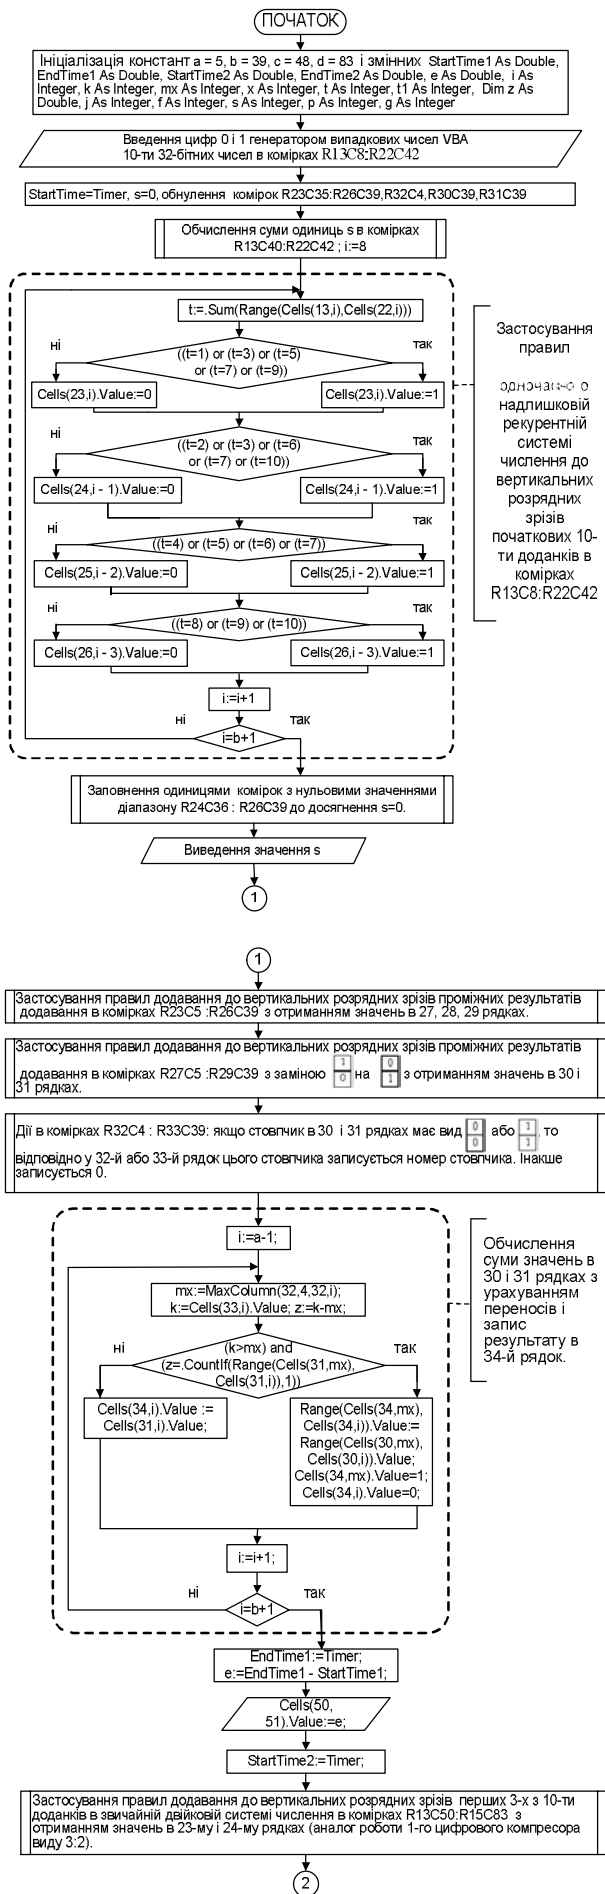 ПОЧАТОК
Ініціалізація констант a = 5, b = 39, c = 48, d = 83 і змінних StartTime1 As Double,
EndTime1 As Double, StartTime2 As Double, EndTime2 As Double, e As Double, i As
Integer, k As Integer, mx As Integer, x As Integer, t As Integer, t1 As Integer, Dim z As
Double, j As Integer, f As Integer, s As Integer, p As Integer, g As Integer
Введення цифр 0 і 1 генератором випадкових чисел VBA
10-ти 32-бітних чисел в комірках R13C8:R22C42
StartTime=Timer, s=0, обнулення комірок R23C35:R26C39,R32C4,R30C39,R31C39
Обчислення суми одиниць s в комірках
R13C40:R22C42 ; i:=8
t:=.Sum(Range(Cells(13,i),Cells(22,i)))
ні
так
((t=1) or (t=3) or (t=5)
or (t=7) or (t=9))
Cells(23,i).Value:=0
Cells(23,i).Value:=1
ні
так
((t=2) or (t=3) or (t=6)
or (t=7) or (t=10))
Cells(24,i - 1).Value:=0
Cells(24,i - 1).Value:=1
ні
так
((t=4) or (t=5) or (t=6) or (t=7))
Cells(25,i - 2).Value:=0
Cells(25,i - 2).Value:=1
ні
так
((t=8) or (t=9) or (t=10))
Cells(26,i - 3).Value:=0
Cells(26,i - 3).Value:=1
i:=i+1
ні
так
i=b+1
Застосування
правил
надлишковій
рекурентній
системі
числення до
вертикальних
розрядних
зрізів
початкових 10-
ти доданків в
комірках
R13C8:R22C42
Заповнення одиницями комірок з нульовими значеннями
діапазону R24C36 : R26C39 до досягнення s=0.
Виведення значення s
1
1
Застосування правил додавання до вертикальних розрядних зрізів проміжних результатів
додавання в комірках R23C5 :R26C39 з отриманням значень в 27, 28, 29 рядках.
Застосування правил додавання до вертикальних розрядних зрізів проміжних результатів
додавання в комірках R27C5 :R29C39 з заміною 1 0 на 0 1 з отриманням значень в 30 і
31 рядках.
Дії в комірках R32C4 : R33C39: якщо стовпчик в 30 і 31 рядках має вид 0 0 або 1 1, то
відповідно у 32-й або 33-й рядок цього стовпчика записується номер стовпчика. Інакше
записується 0.
i:=a-1;
mx:=MaxColumn(32,4,32,i);
k:=Cells(33,i).Value; z:=k-mx;
ні
так
(k>mx) and
(z=.CountIf(Range(Cells(31,mx),
Cells(31,i)),1))
Cells(34,i).Value :=
Cells(31,i).Value;
Range(Cells(34,mx),
Cells(34,i)).Value:=
Range(Cells(30,mx),
Cells(30,i)).Value;
Cells(34,mx).Value=1;
Cells(34,i).Value=0;
i:=i+1;
ні
так
i=b+1
Обчислення
суми значень в
30 і 31 рядках з
урахуванням
переносів і
запис
результату в
34-й рядок.
EndTime1:=Timer;
e:=EndTime1 - StartTime1;
Cells(50,
51).Value:=e;
StartTime2:=Timer;
Застосування правил додавання до вертикальних розрядних зрізів перших 3-х з 10-ти
доданків в звичайній двійковій системі числення в комірках R13C50:R15C83 з
отриманням значень в 23-му і 24-му рядках (аналог роботи 1-го цифрового компресора
виду 3:2).
2